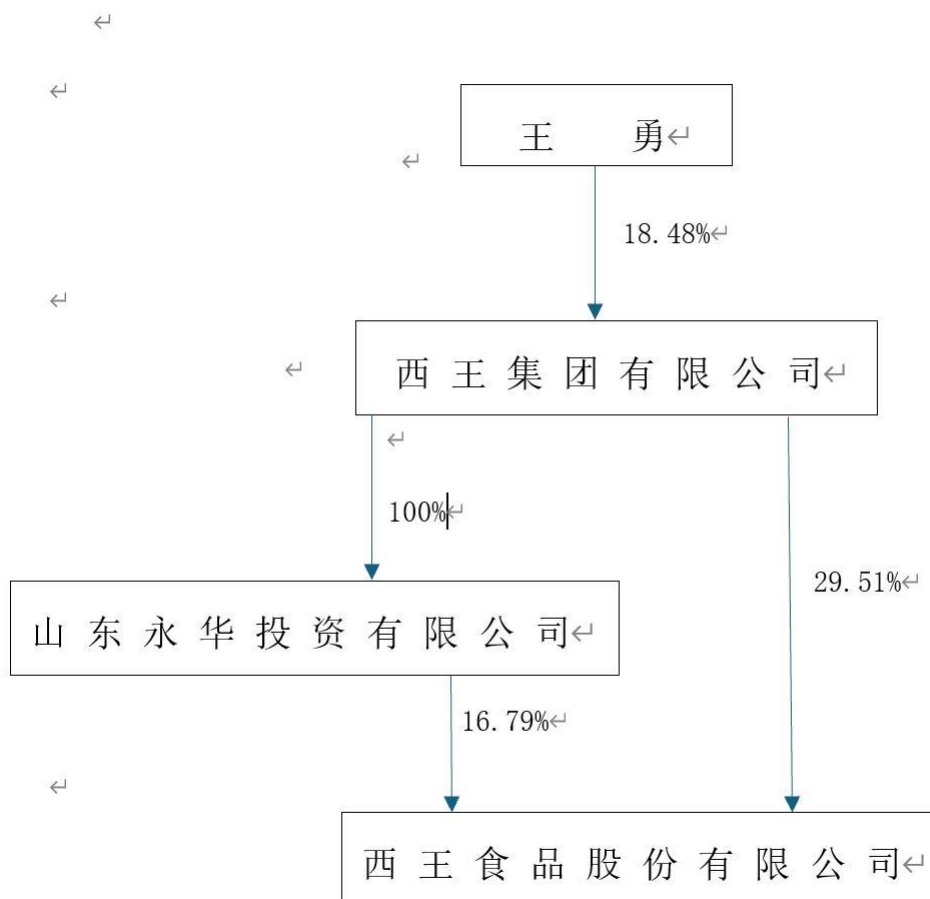 王 勇
18.48%
西王集团有限公司
100%
29.51%
山东永华投资有限公司
16.79%
西王食品股份有限公司